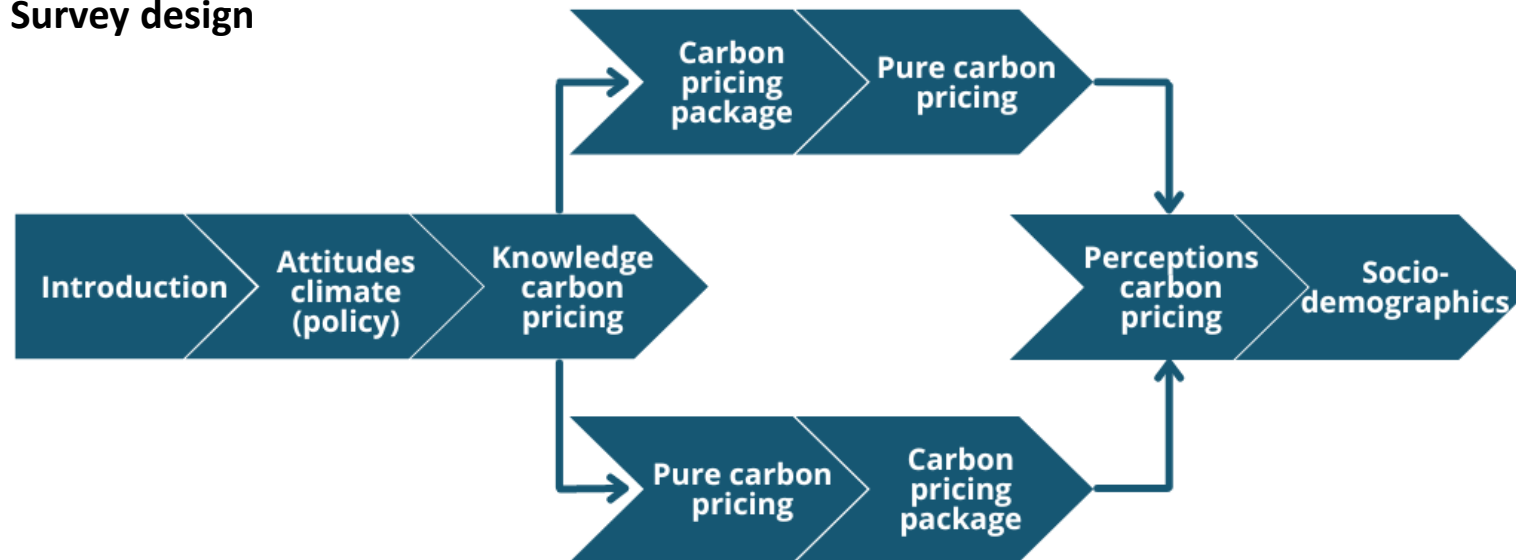 Survey design
Carbon
pricing
package
Pure carbon
pricing
Introduction
Attitudes
climate
(policy)
Knowledge
carbon
pricing
Perceptions
carbon
pricing
Socio-
demographics
Pure carbon
pricing
Carbon
pricing
package